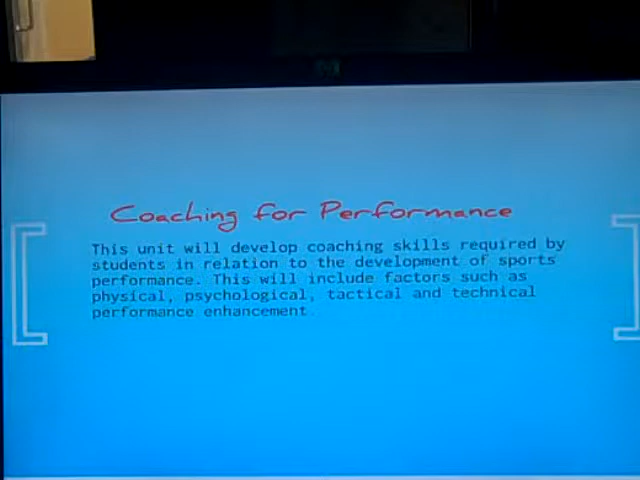 Coaching for Performance
This unit will develop coaching skills required by
students in relation to the development of sports
performance. This will include factors such as
physical, psychological, tactical and technical
performance enhancement